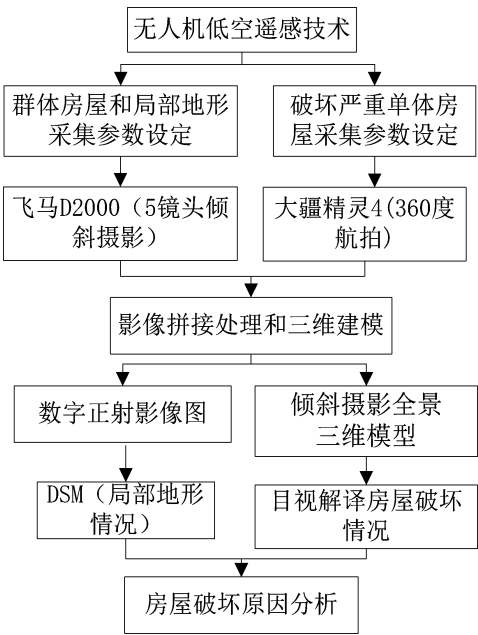 无人机低空遥感技术
群体房屋和局部地形
采集参数设定
破坏严重单体房
屋采集参数设定
飞马D2000（5镜头倾
斜摄影）
大疆精灵4(360度
航拍)
影像拼接处理和三维建模
数字正射影像图
倾斜摄影全景
三维模型
DSM（局部地形
情况）
目视解译房屋破坏
情况
房屋破坏原因分析